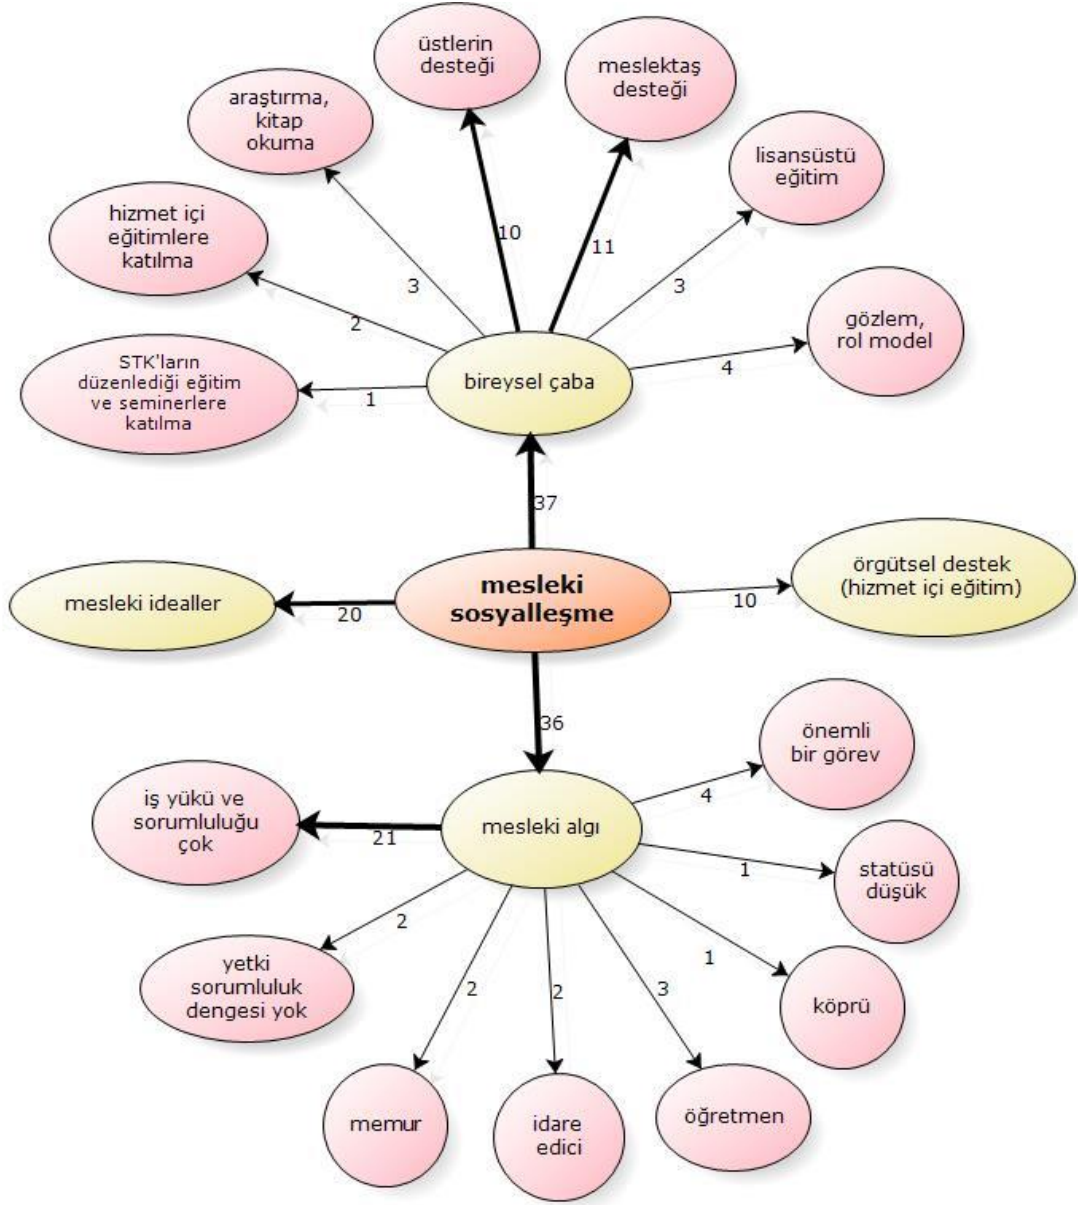 üstlerin
desteği
meslektaş
desteği
araştırma,
kitap
okuma
lisansüstü
eğitim
hizmet içi
eğitimlere
katılma
10
11
3
3
2
gözlem,
rol model
STK'ların
düzenlediği eğitim
ve seminerlere
katılma
1
bireysel çaba
4
37
mesleki idealler
20
mesleki
sosyalleşme
10
örgütsel destek
(hizmet içi eğitim)
36
önemli
bir görev
4
iş yükü ve
sorumluluğu
çok
21
mesleki algı
1
statüsü
düşük
2
1
yetki
sorumluluk
dengesi yok
2
2
3
köprü
memur
idare
edici
öğretmen